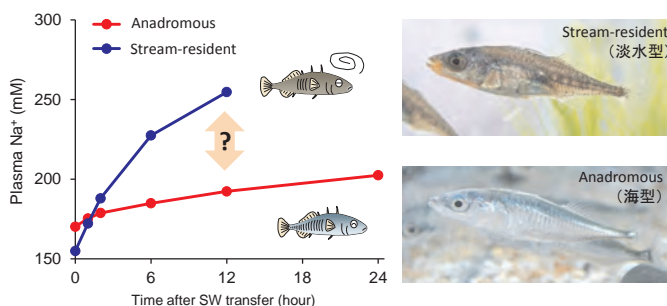 300
250
200
150
Plasma Na⁺ (mM)
Anadromous
Stream-resident
?
0
6
12
18
24
Time after SW transfer (hour)
Stream-resident
（淡水型）
Anadromous
（海型）